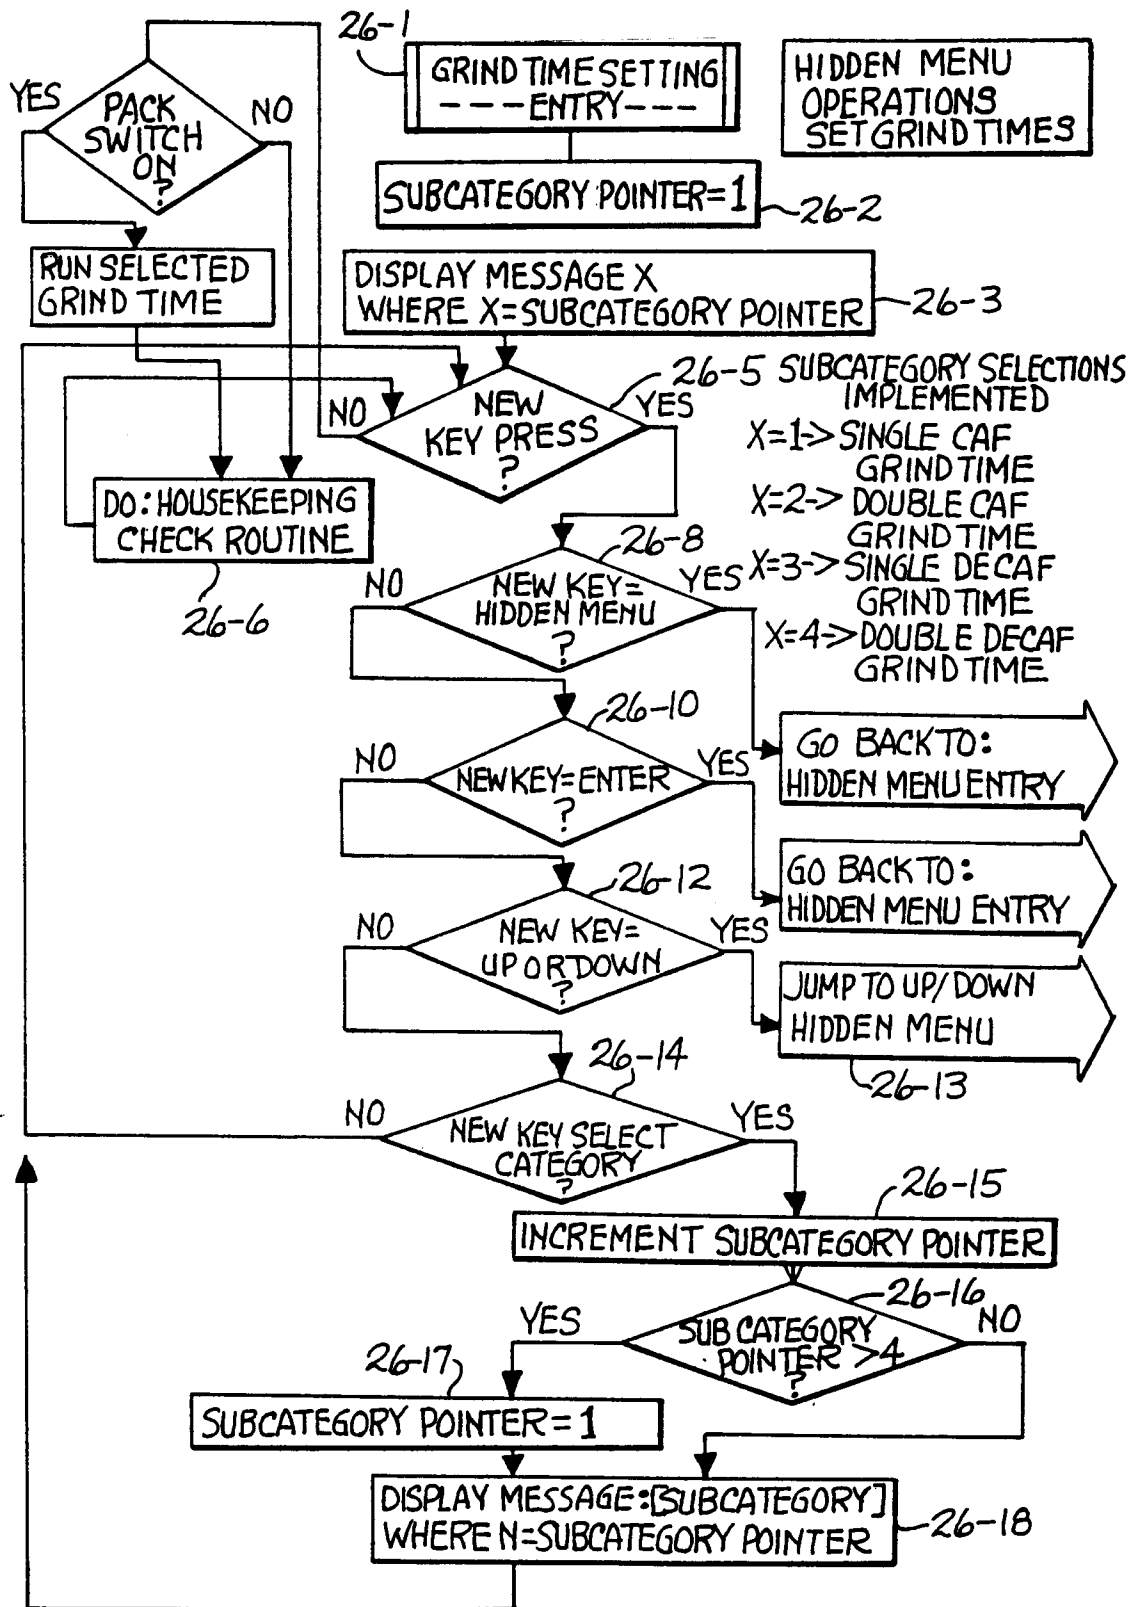 26-1
GRIND TIME SETTING
---ENTRY---
HIDDEN MENU
OPERATIONS
SET GRIND TIMES
SUBCATEGORY POINTER=1
26-2
YES
PACK
SWITCH
ON
?
NO
RUN SELECTED
GRIND TIME
DISPLAY MESSAGE X
WHERE X=SUBCATEGORY POINTER
26-3
NO
NEW
KEY PRESS
?
YES
26-5
SUBCATEGORY SELECTIONS
IMPLEMENTED
X=1->SINGLE CAF
GRIND TIME
X=2->DOUBLE CAF
GRIND TIME
X=3->SINGLE DECAF
GRIND TIME
X=4->DOUBLE DECAF
GRIND TIME
DO: HOUSEKEEPING
CHECK ROUTINE
26-6
26-8
NO
NEW KEY=
HIDDEN MENU
?
YES
GO BACK TO:
HIDDEN MENU ENTRY
26-10
NO
NEW KEY=ENTER
?
YES
GO BACK TO:
HIDDEN MENU ENTRY
26-12
NO
NEW KEY=
UP OR DOWN
?
YES
JUMP TO UP/DOWN
HIDDEN MENU
26-13
26-14
NO
NEW KEY SELECT
CATEGORY
?
YES
26-15
INCREMENT SUBCATEGORY POINTER
26-16
YES
SUB CATEGORY
POINTER >4
?
NO
26-17
SUBCATEGORY POINTER=1
DISPLAY MESSAGE:[SUBCATEGORY]
WHERE N=SUBCATEGORY POINTER
26-18